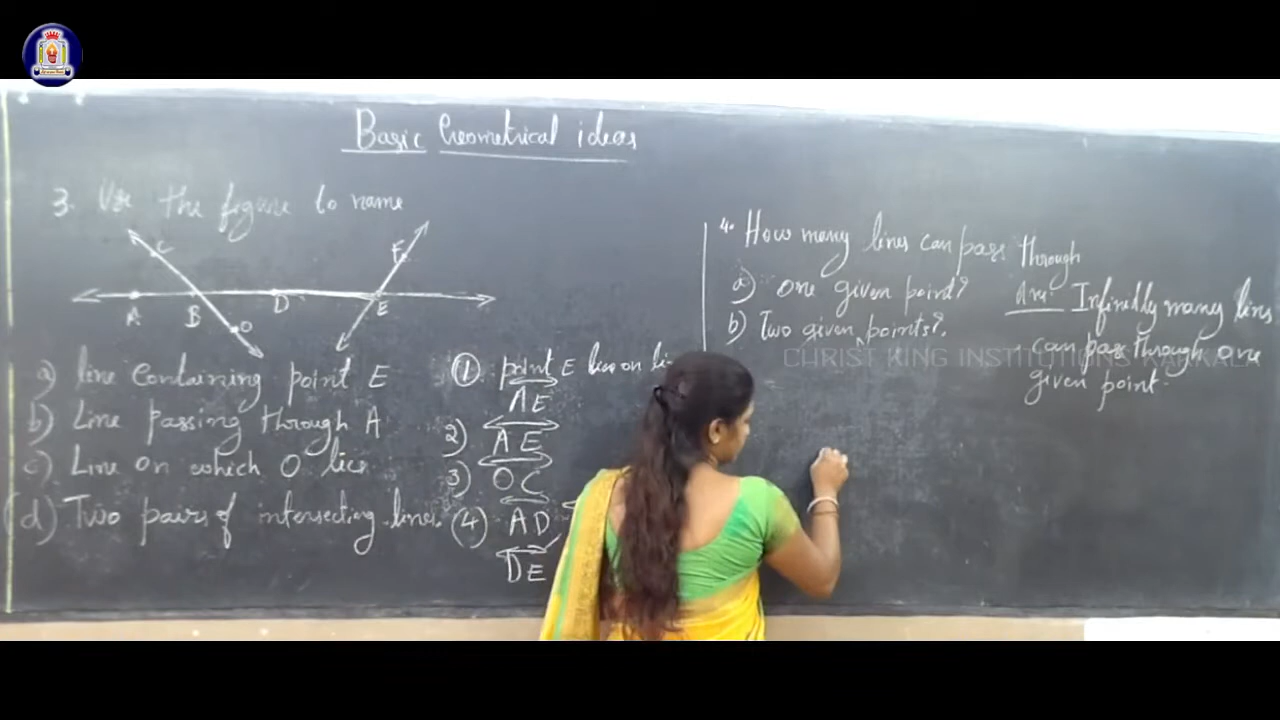 Basic Geometrical ideas
3. Use the figure to name
C
F
A
B
O
D
E
a) line containing point E
b) Line passing through A
c) Line on which O lies
(d) Two pairs of intersecting lines.
① point E lies on
AE
2) AE
3) OC
(4) AD
DE
4. How many lines can pass through
a) one given point?
b) Two given points?
Ans: Infinitely many lines
can pass through one
given point.
CHRIST KING INSTITUTIONS KARKALA